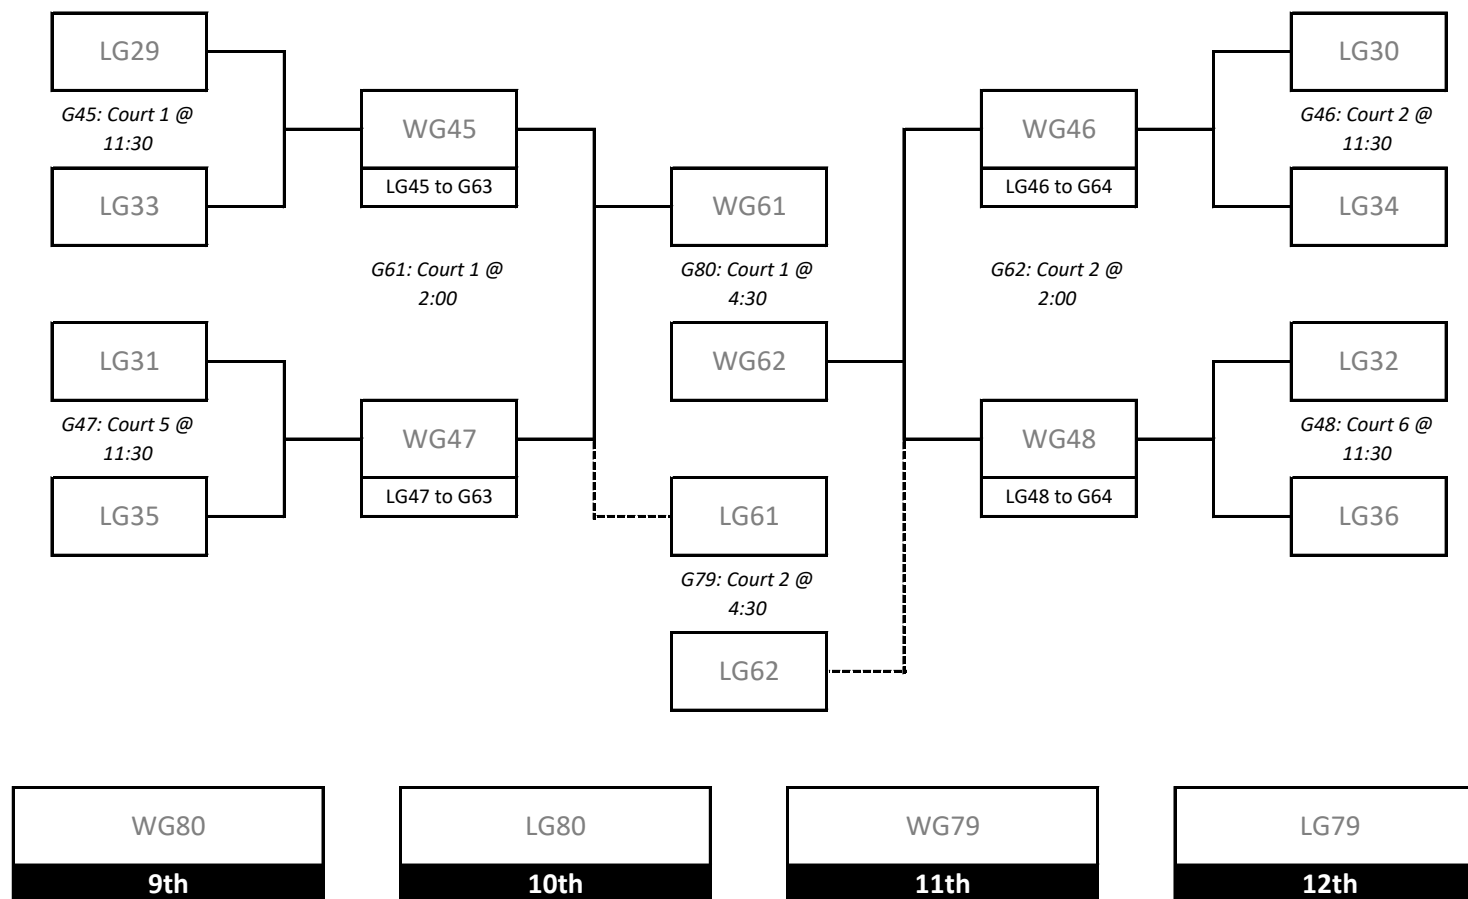 LG29
LG30
G45: Court 1 @
11:30
WG45
WG46
G46: Court 2 @
11:30
LG45 to G63
LG46 to G64
LG33
WG61
LG34
G61: Court 1 @
2:00
G80: Court 1 @
4:30
G62: Court 2 @
2:00
LG31
WG62
LG32
G47: Court 5 @
11:30
WG47
WG48
G48: Court 6 @
11:30
LG47 to G63
LG48 to G64
LG35
LG61
LG36
G79: Court 2 @
4:30
LG62
WG80
LG80
WG79
LG79
9th
10th
11th
12th